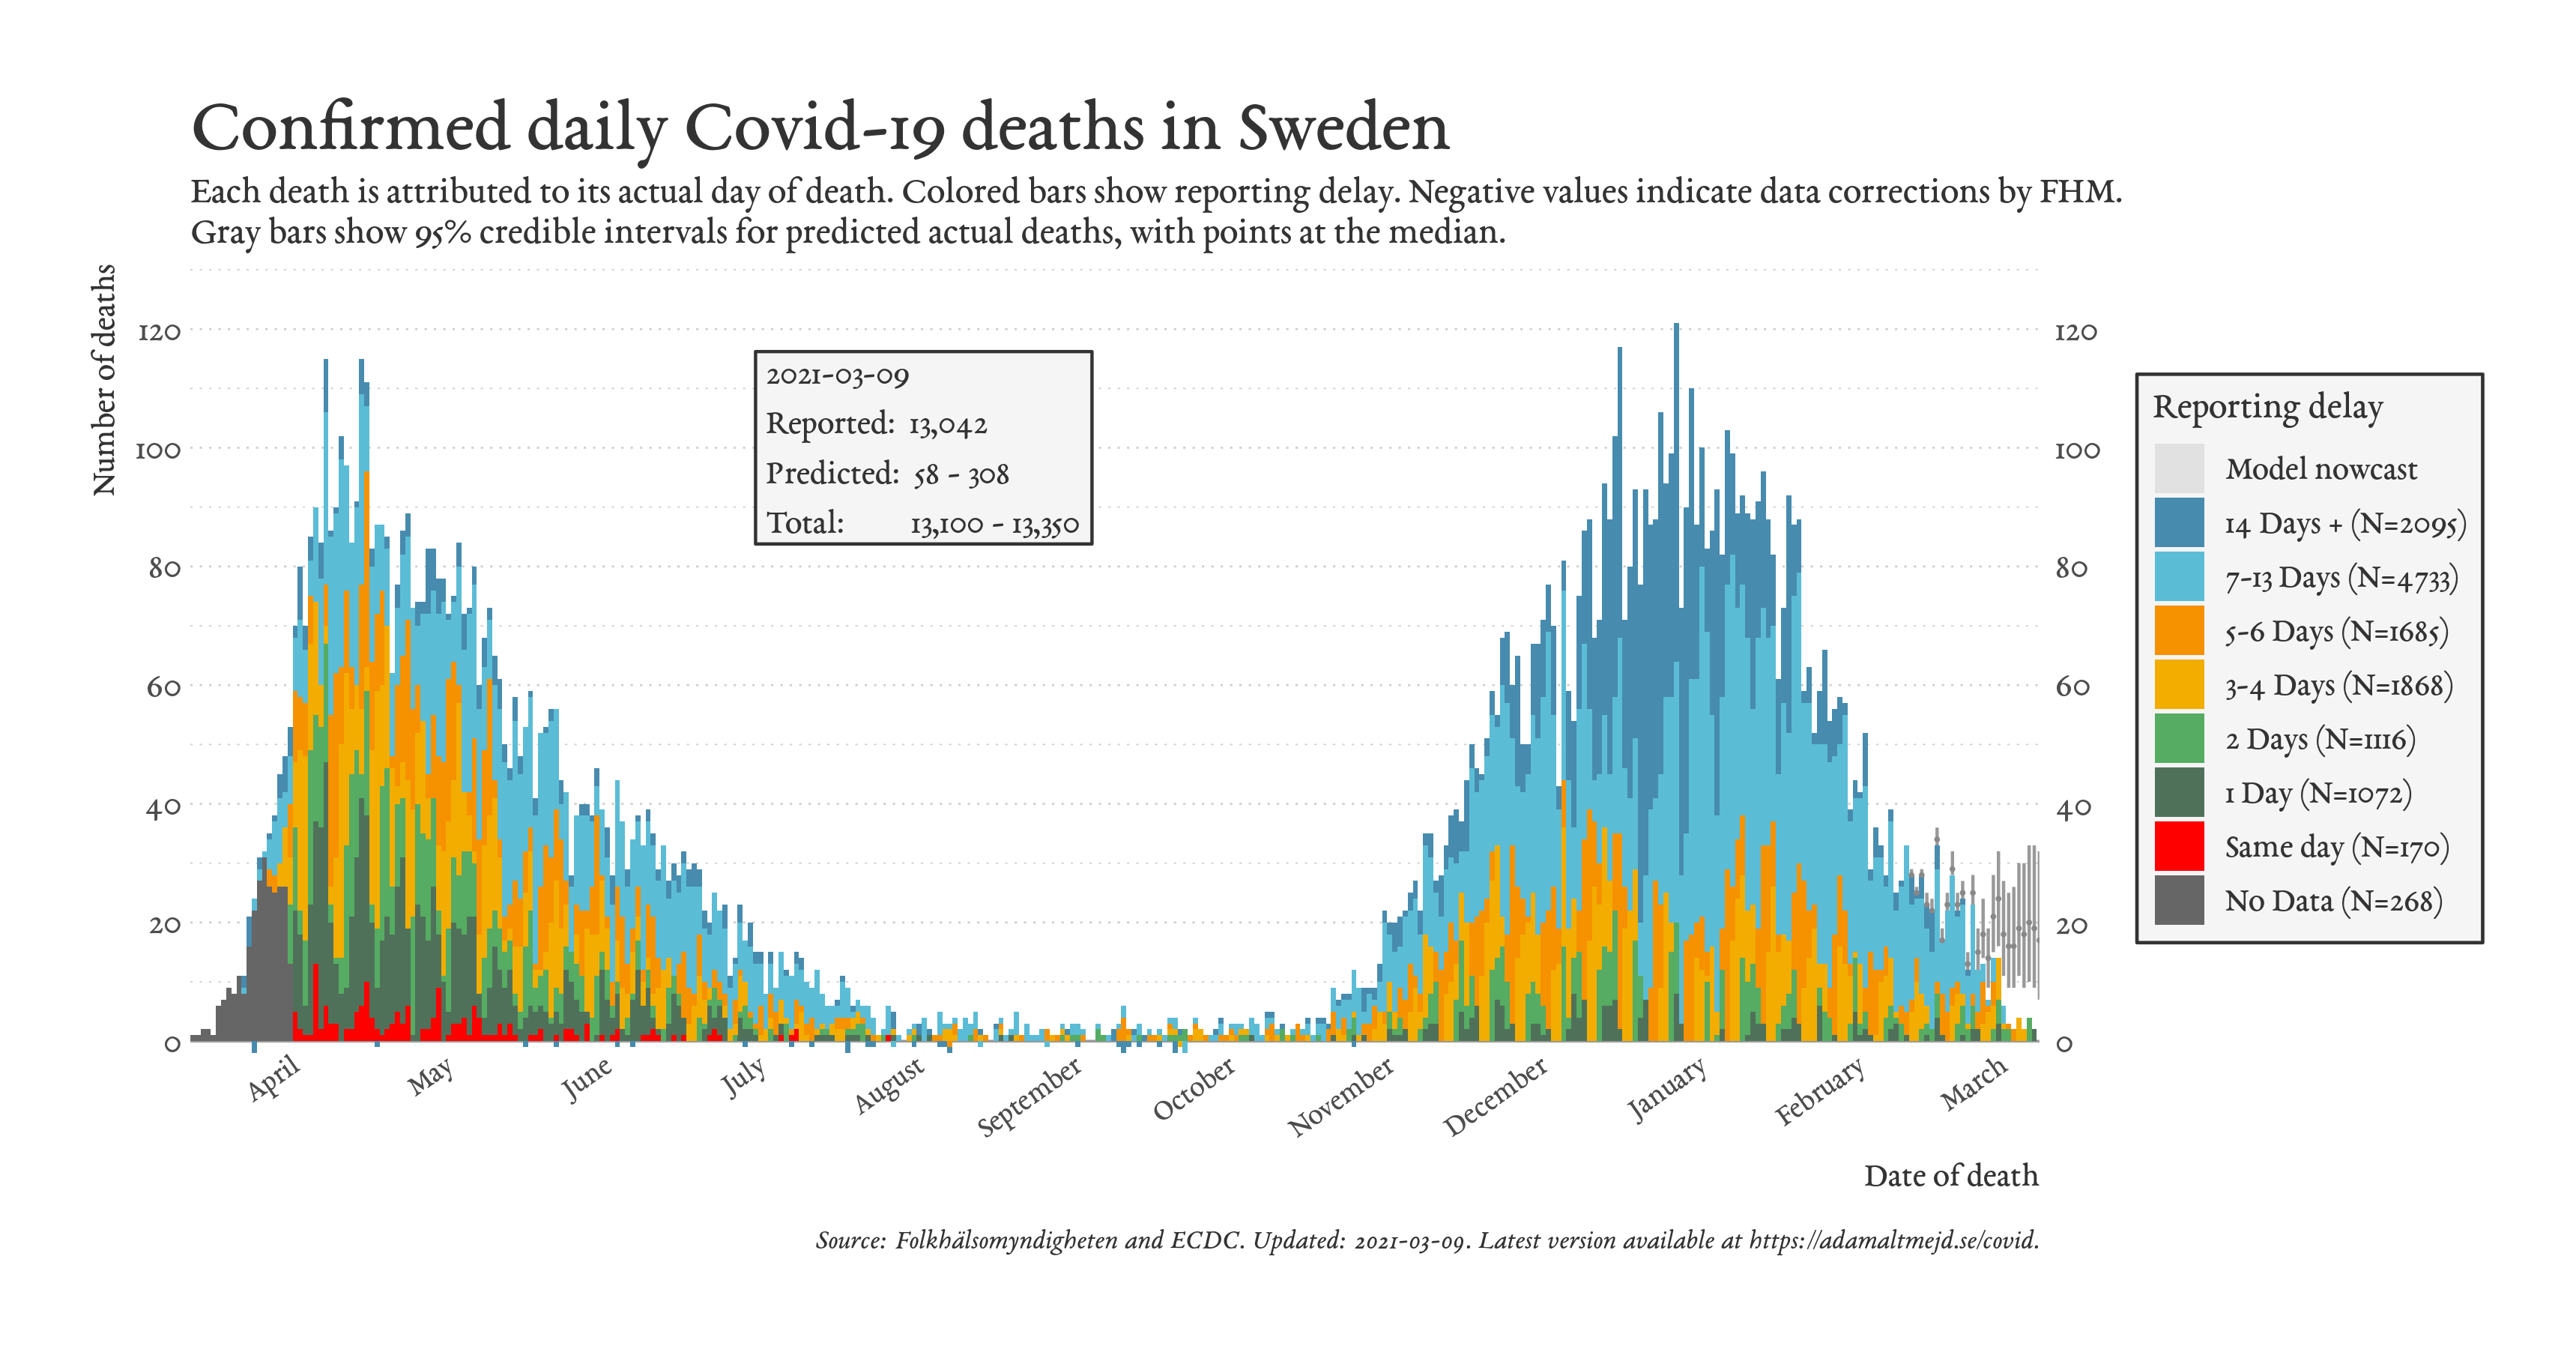 Confirmed daily Covid-19 deaths in Sweden
Each death is attributed to its actual day of death. Colored bars show reporting delay. Negative values indicate data corrections by FHM.
Gray bars show 95% credible intervals for predicted actual deaths, with points at the median.
Number of deaths
120
100
80
60
40
20
0
2021-03-09
Reported: 13,042
Predicted: 58 - 308
Total: 13,100 - 13,350
120
100
80
60
40
20
0
Reporting delay
Model nowcast
14 Days + (N=2095)
7-13 Days (N=4733)
5-6 Days (N=1685)
3-4 Days (N=1868)
2 Days (N=1116)
1 Day (N=1072)
Same day (N=170)
No Data (N=268)
April
May
June
July
August
September
October
November
December
January
February
March
Date of death
Source: Folkhälsomyndigheten and ECDC. Updated: 2021-03-09. Latest version available at https://adamaltmejd.se/covid.